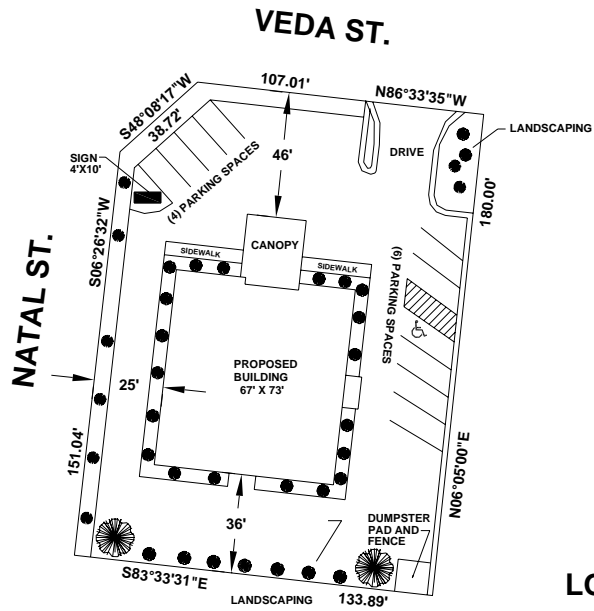 VEDA ST.
107.01'
N86°33'35"W
S48°08'17"W
38.72'
SIGN
4'X10'
(4) PARKING SPACES
46'
DRIVE
LANDSCAPING
180.00'
S06°26'32"W
NATAL ST.
CANOPY
SIDEWALK
SIDEWALK
(6) PARKING SPACES
PROPOSED
BUILDING
67' X 73'
25'
151.04'
N06°05'00"E
36'
DUMPSTER
PAD AND
FENCE
S83°33'31"E
LANDSCAPING
133.89'
LO